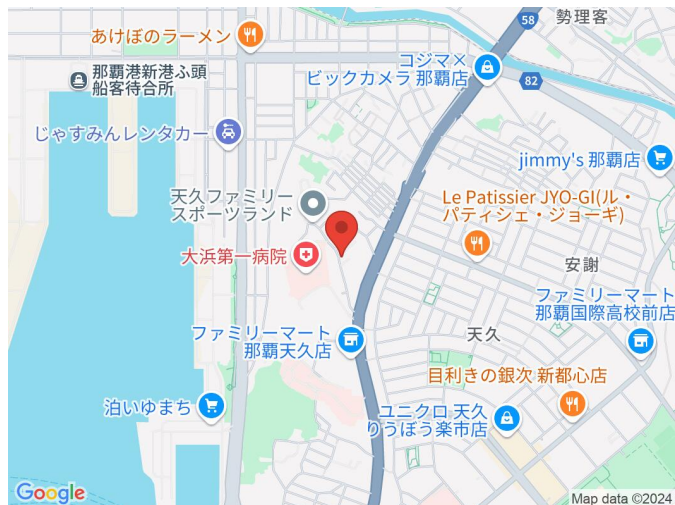 勢理客
58
あけぼのラーメン
コジマ×
ビックカメラ 那覇店
那覇港新港ふ頭
船客待合所
82
じゃすみんレンタカー
jimmy's 那覇店
天久ファミリー
スポーツランド
Le Patissier JYO-GI(ル・
パティシェ・ジョーギ)
大浜第一病院
安謝
ファミリーマート
那覇国際高校前店
ファミリーマート
那覇天久店
天久
目利きの銀次 新都心店
泊いゆまち
ユニクロ 天久
りうぼう楽市店
Google
Map data ©2024